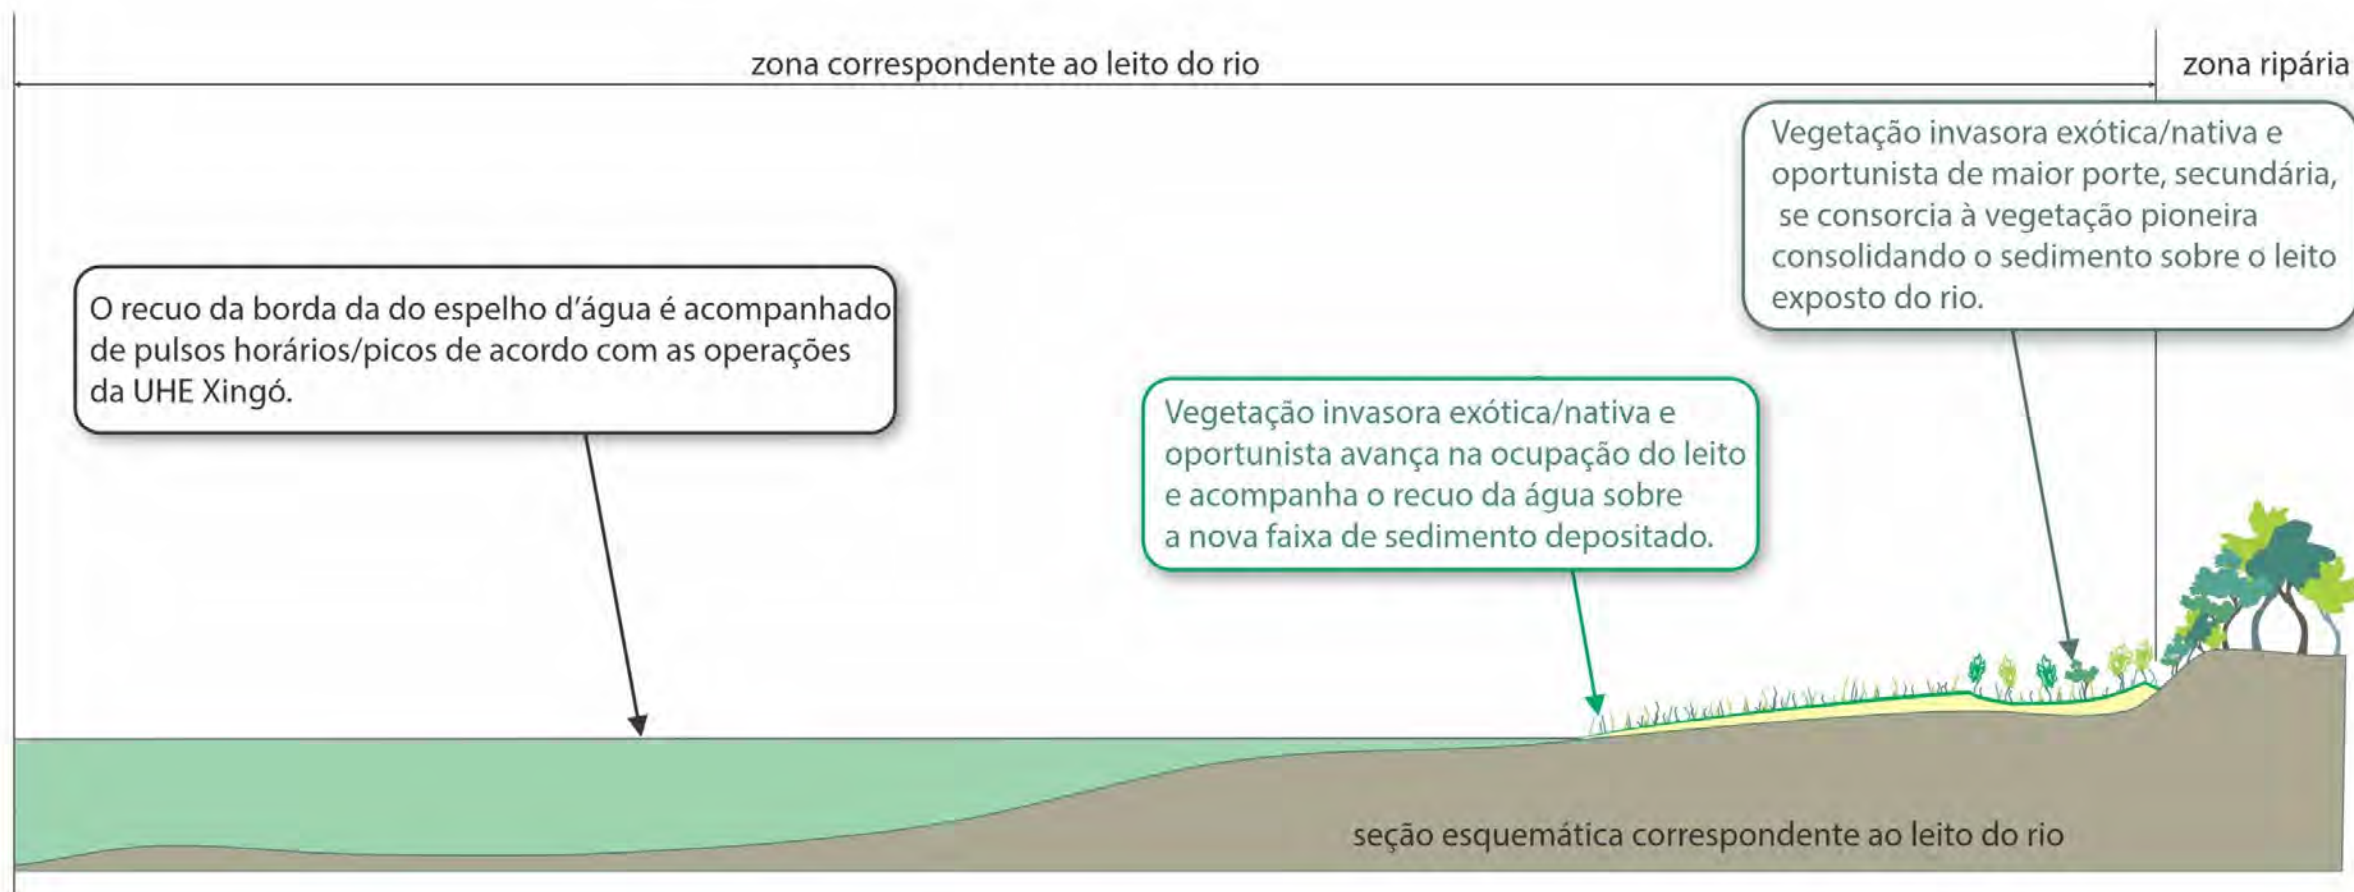 zona correspondente ao leito do rio
zona ripária
Vegetação invasora exótica/nativa e
oportunista de maior porte, secundária,
se consorcia à vegetação pioneira
consolidando o sedimento sobre o leito
exposto do rio.
O recuo da borda da do espelho d'água é acompanhado
de pulsos horários/picos de acordo com as operações
da UHE Xingó.
Vegetação invasora exótica/nativa e
oportunista avança na ocupação do leito
e acompanha o recuo da água sobre
a nova faixa de sedimento depositado.
seção esquemática correspondente ao leito do rio